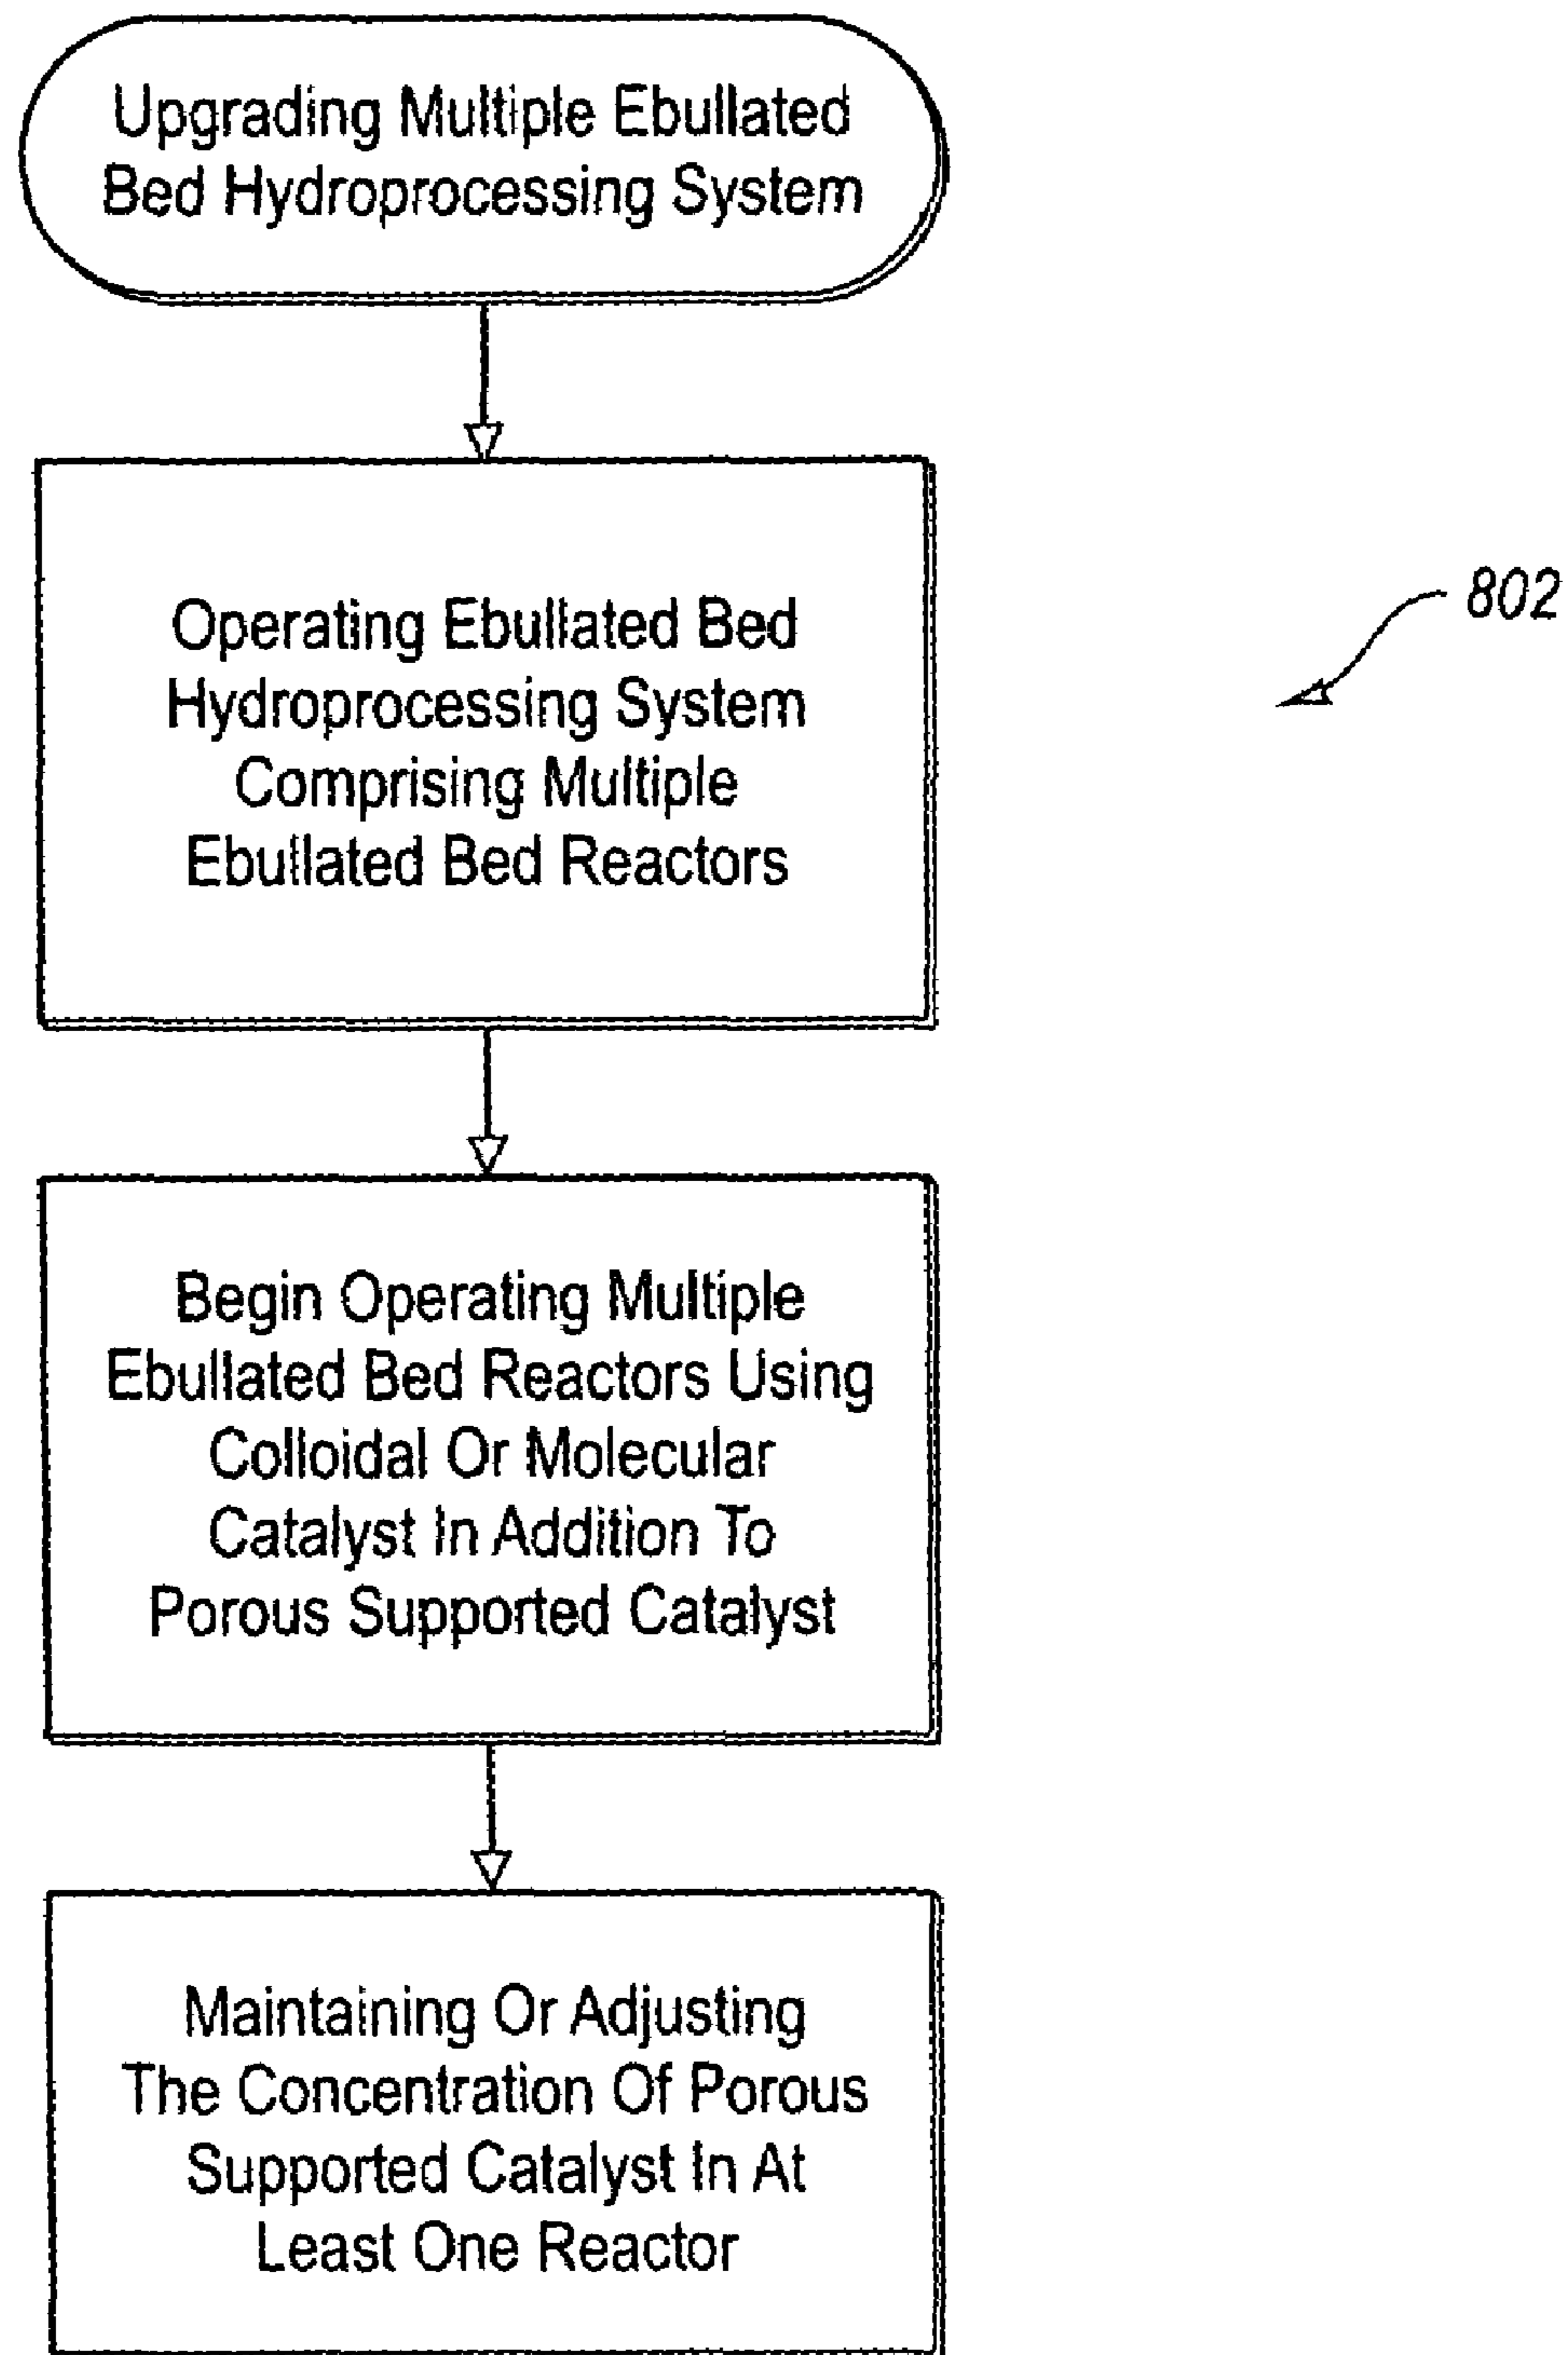 Upgrading Multiple Ebullated
Bed Hydroprocessing System
Operating Ebullated Bed
Hydroprocessing System
Comprising Multiple
Ebullated Bed Reactors
802
Begin Operating Multiple
Ebullated Bed Reactors Using
Colloidal Or Molecular
Catalyst In Addition To
Porous Supported Catalyst
Maintaining Or Adjusting
The Concentration Of Porous
Supported Catalyst In At
Least One Reactor